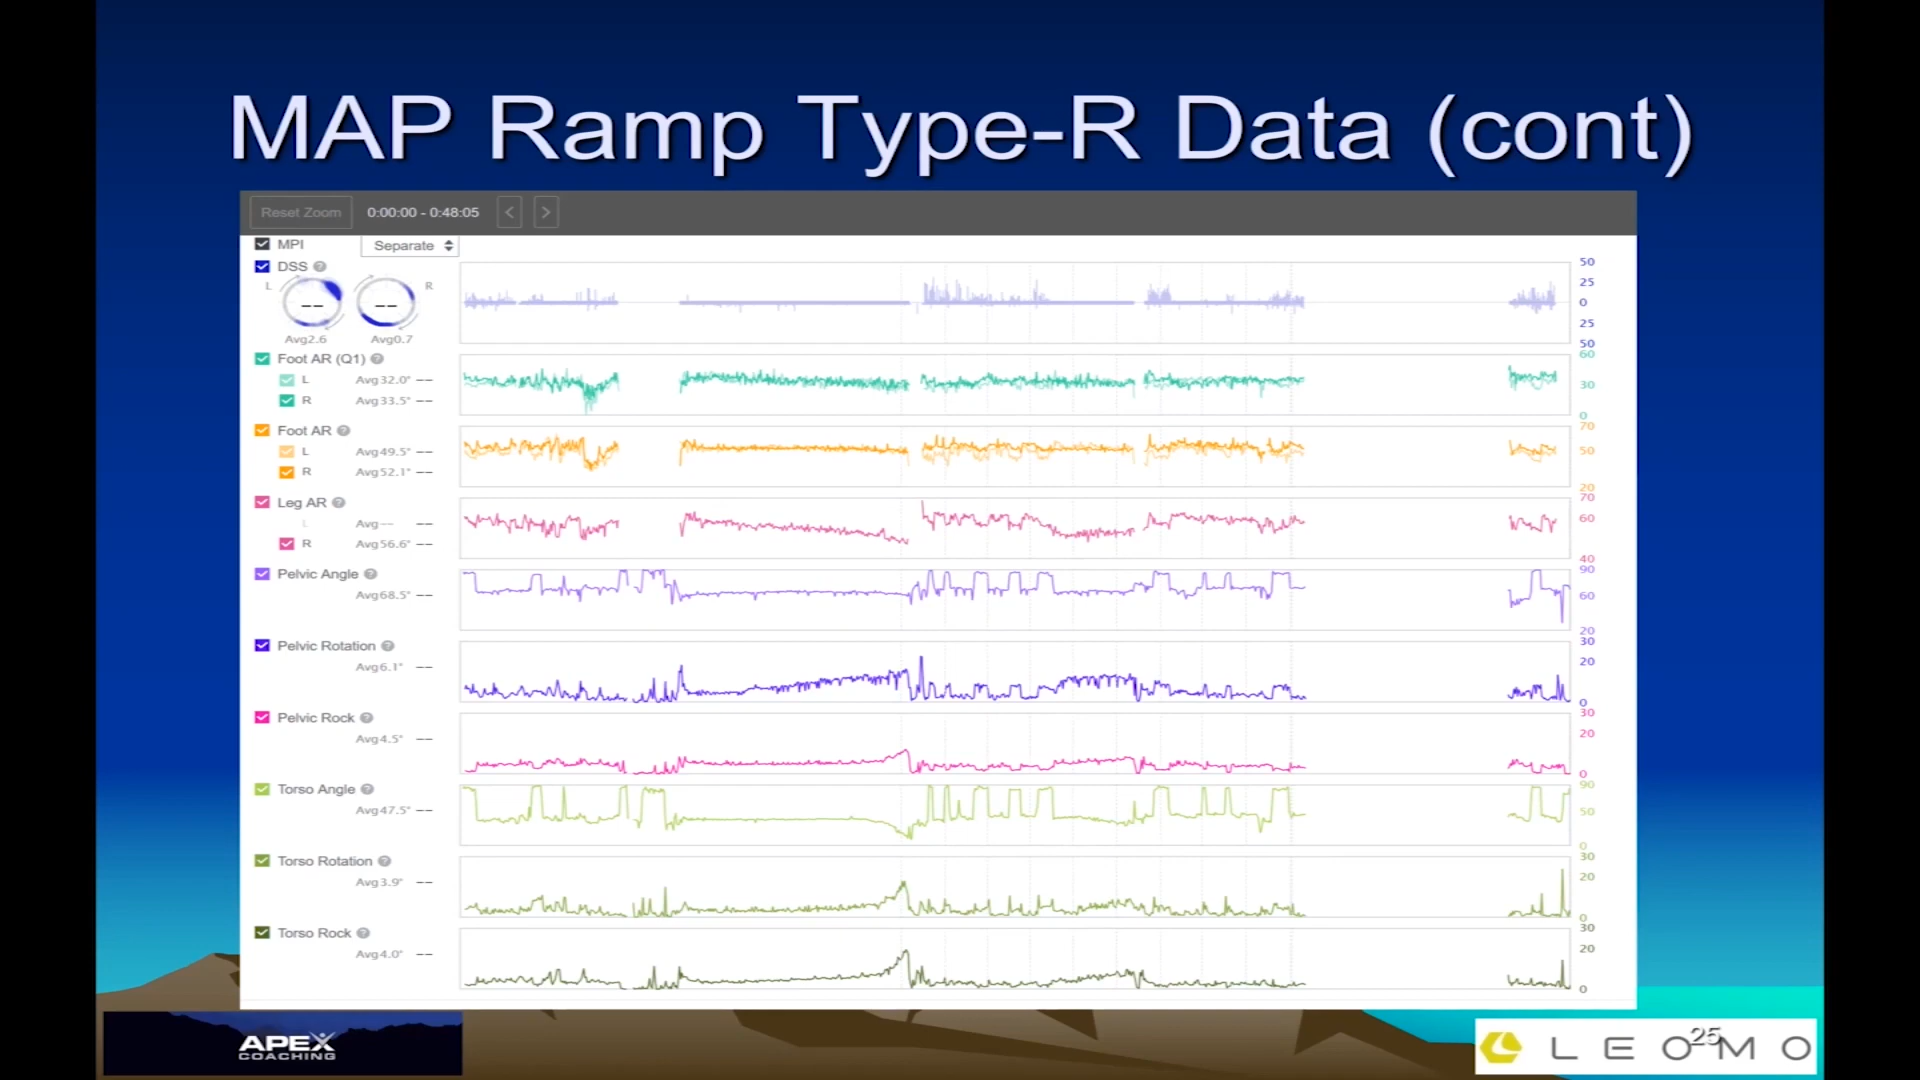 MAP Ramp Type-R Data (cont)
Reset Zoom 0:00:00 - 0:48:05 < >
MPI Separate
DSS ?
L -- -- R
Avg2.6 Avg0.7
50
25
0
25
50
Foot AR (Q1) ?
L Avg32.0° --
R Avg33.5° --
60
30
0
Foot AR ?
L Avg49.5° --
R Avg52.1° --
70
50
20
Leg AR ?
L Avg-- --
R Avg56.6° --
70
60
40
Pelvic Angle ?
Avg68.5° --
90
60
20
Pelvic Rotation ?
Avg6.1° --
30
20
0
Pelvic Rock ?
Avg4.5° --
30
20
0
Torso Angle ?
Avg47.5° --
90
50
0
Torso Rotation ?
Avg3.9° --
30
20
0
Torso Rock ?
Avg4.0° --
30
20
0
APEX
COACHING
25
LEOMO